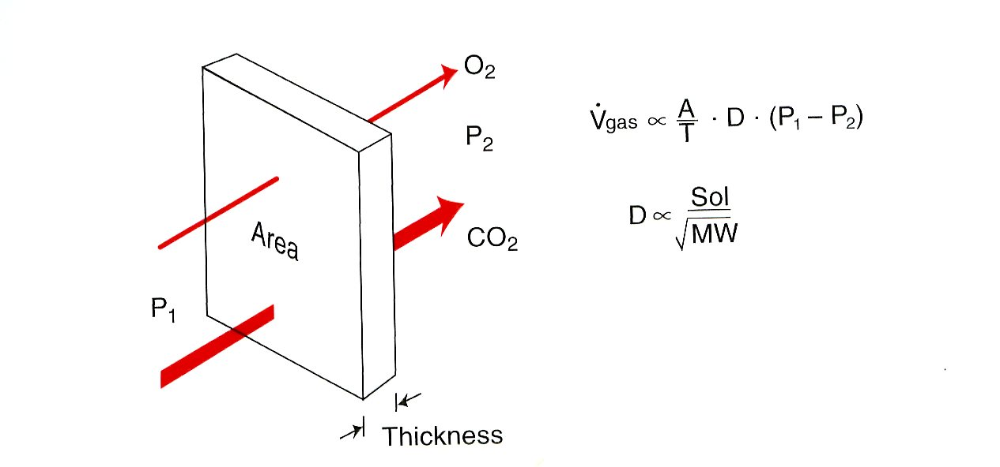 O₂
P₂
V̇gas ∝ A/T · D · (P₁ – P₂)
D ∝ Sol/√MW
Area
CO₂
P₁
Thickness